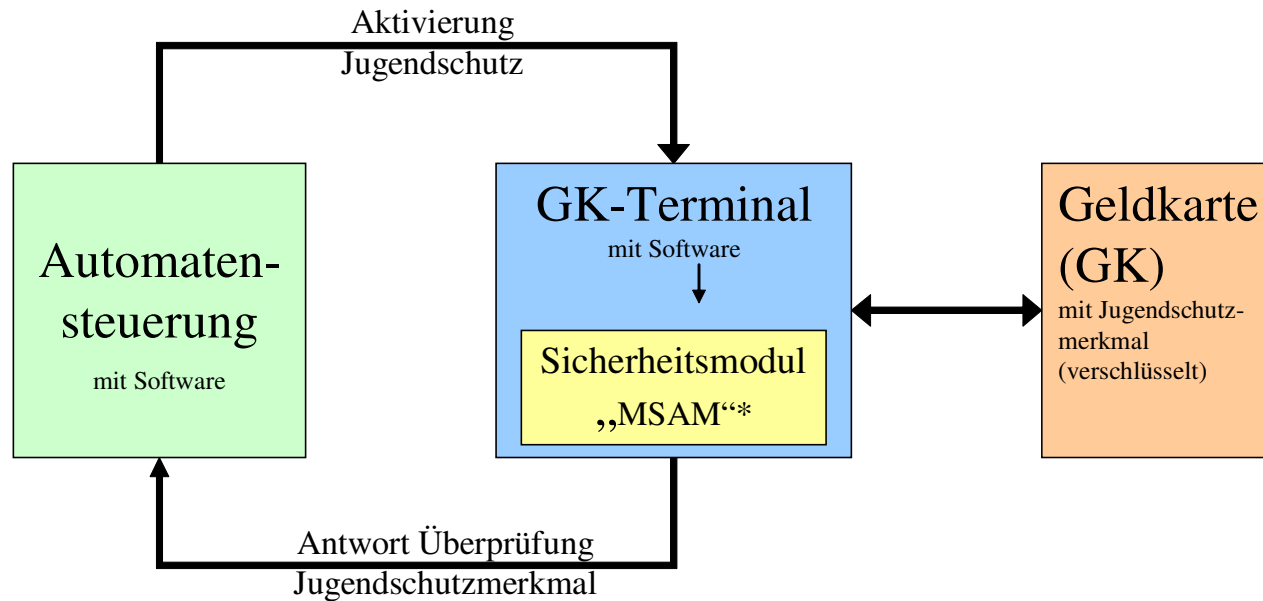 Aktivierung
Jugendschutz
Automaten-
steuerung
mit Software
GK-Terminal
mit Software
Sicherheitsmodul
„MSAM“*
Geldkarte
(GK)
mit Jugendschutz-
merkmal
(verschlüsselt)
Antwort Überprüfung
Jugendschutzmerkmal